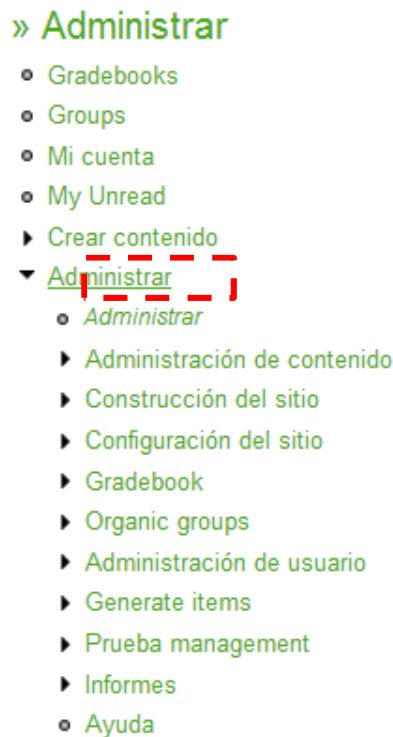 » Administrar
Gradebooks
Groups
Mi cuenta
My Unread
Crear contenido
Administrar
Administrar
Administración de contenido
Construcción del sitio
Configuración del sitio
Gradebook
Organic groups
Administración de usuario
Generate items
Prueba management
Informes
Ayuda